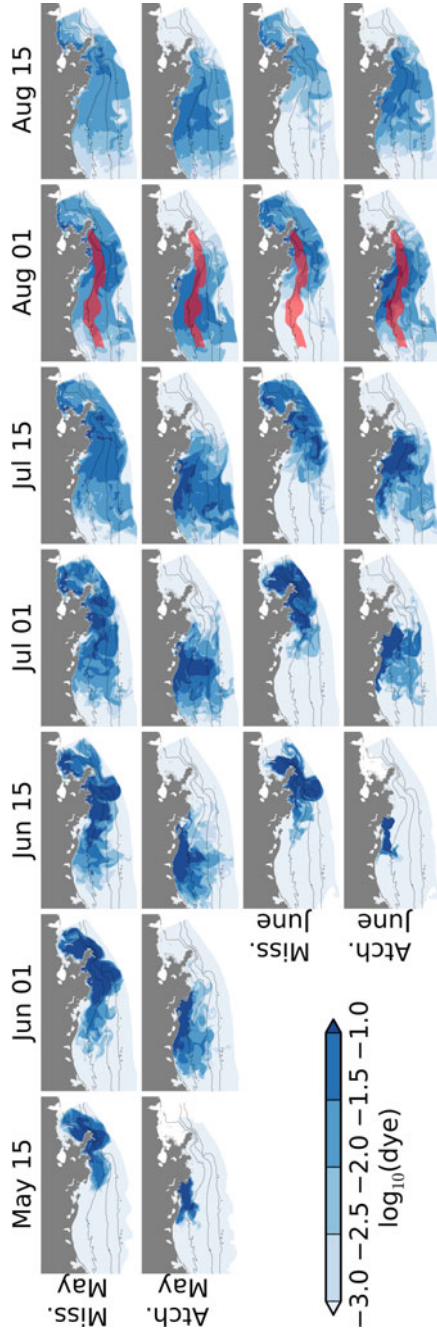 May 15
Jun 01
Jun 15
Jul 01
Jul 15
Aug 01
Aug 15
Miss.
May
Atch.
May
Miss.
June
Atch.
June
−3.0 −2.5 −2.0 −1.5 −1.0
log₁₀(dye)